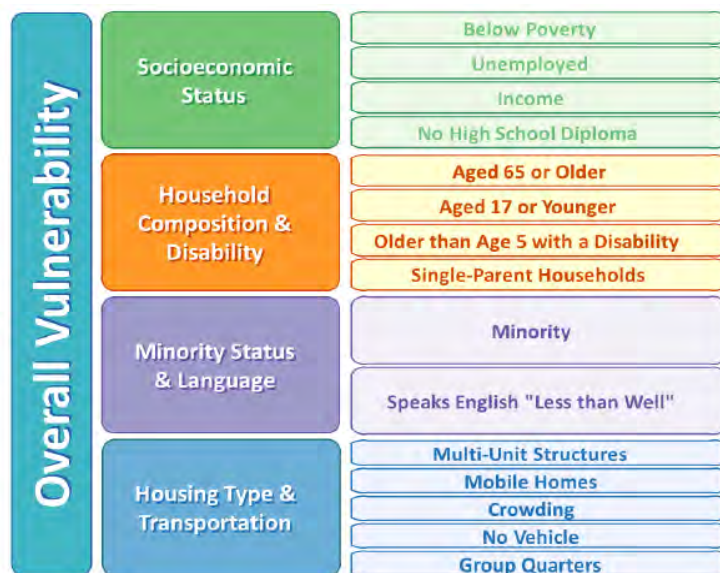 Overall Vulnerability
Socioeconomic
Status
Below Poverty
Unemployed
Income
No High School Diploma
Household
Composition &
Disability
Aged 65 or Older
Aged 17 or Younger
Older than Age 5 with a Disability
Single-Parent Households
Minority Status
& Language
Minority
Speaks English "Less than Well"
Housing Type &
Transportation
Multi-Unit Structures
Mobile Homes
Crowding
No Vehicle
Group Quarters